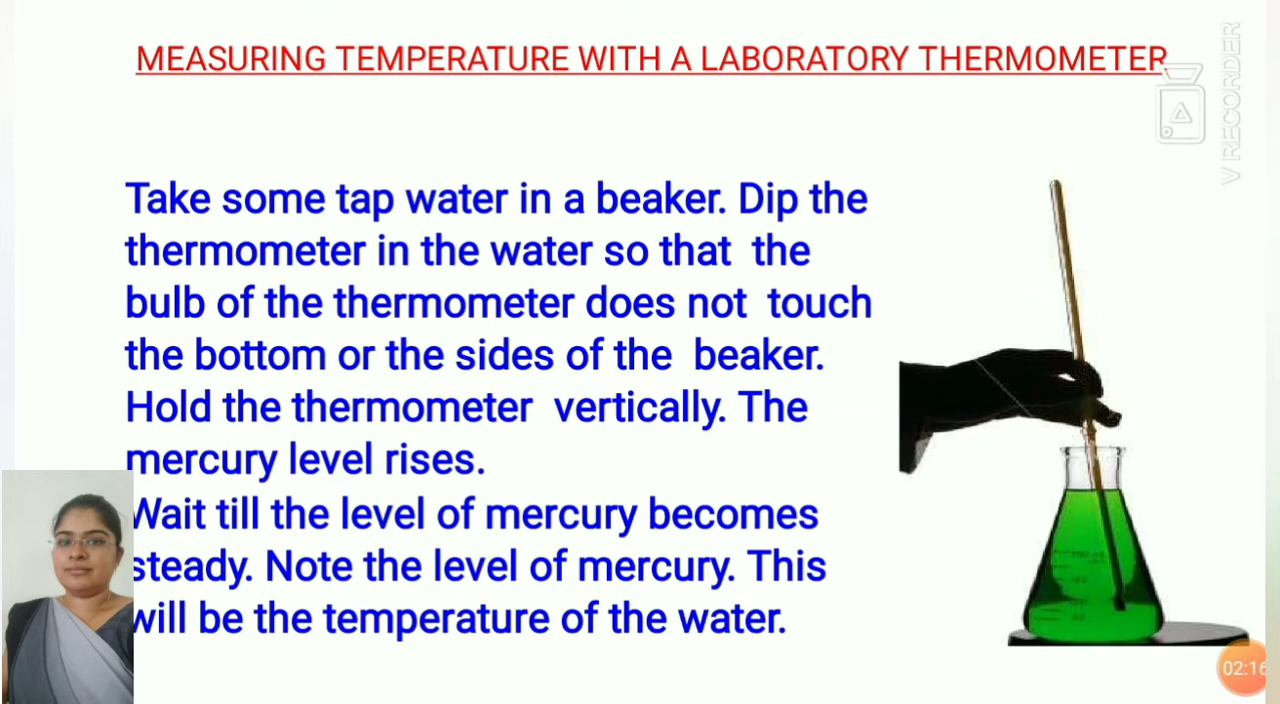 MEASURING TEMPERATURE WITH A LABORATORY THERMOMETER
V RECORDER
Take some tap water in a beaker. Dip the
thermometer in the water so that the
bulb of the thermometer does not touch
the bottom or the sides of the beaker.
Hold the thermometer vertically. The
mercury level rises.
Wait till the level of mercury becomes
steady. Note the level of mercury. This
will be the temperature of the water.
02:16